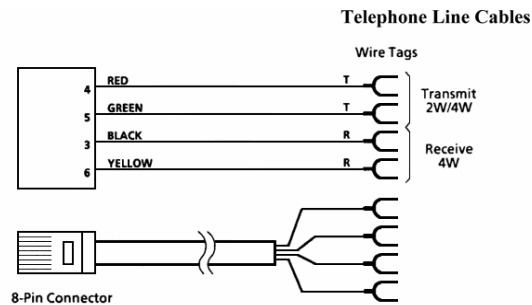 Telephone Line Cables
Wire Tags
4 RED T
5 GREEN T
Transmit
2W/4W
3 BLACK R
6 YELLOW R
Receive
4W
8-Pin Connector